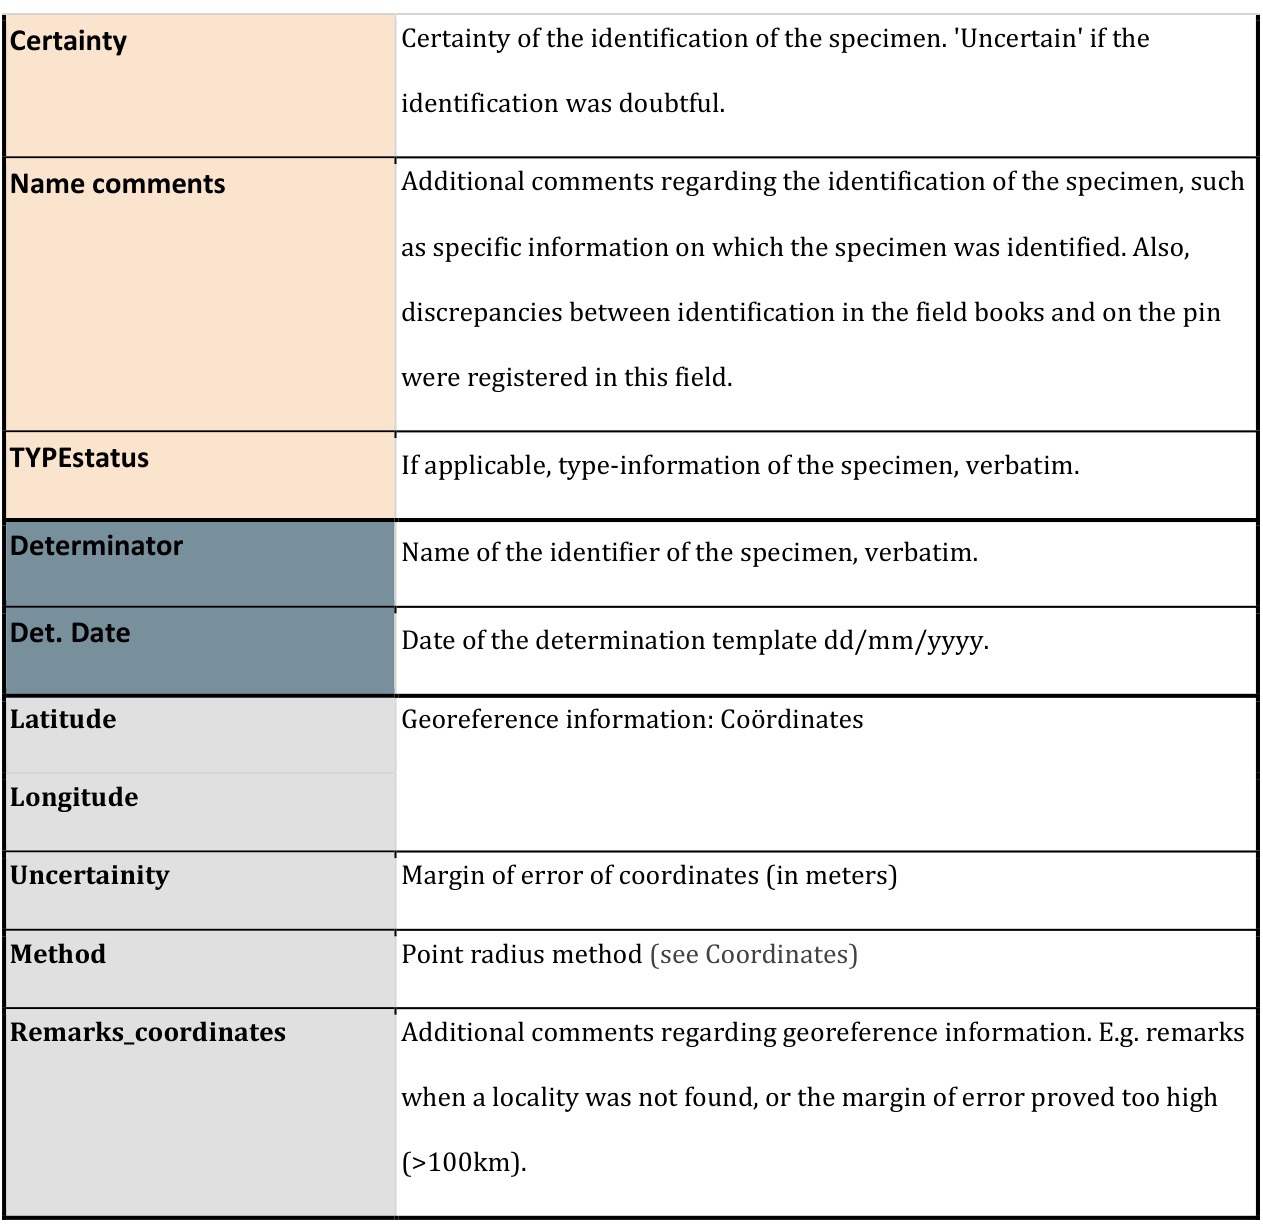 Certainty
Certainty of the identification of the specimen. 'Uncertain' if the
identification was doubtful.
Name comments
Additional comments regarding the identification of the specimen, such
as specific information on which the specimen was identified. Also,
discrepancies between identification in the field books and on the pin
were registered in this field.
TYPEstatus
If applicable, type-information of the specimen, verbatim.
Determinator
Name of the identifier of the specimen, verbatim.
Det. Date
Date of the determination template dd/mm/yyyy.
Latitude
Georeference information: Coördinates
Longitude
Uncertainity
Margin of error of coordinates (in meters)
Method
Point radius method (see Coordinates)
Remarks_coordinates
Additional comments regarding georeference information. E.g. remarks
when a locality was not found, or the margin of error proved too high
(>100km).